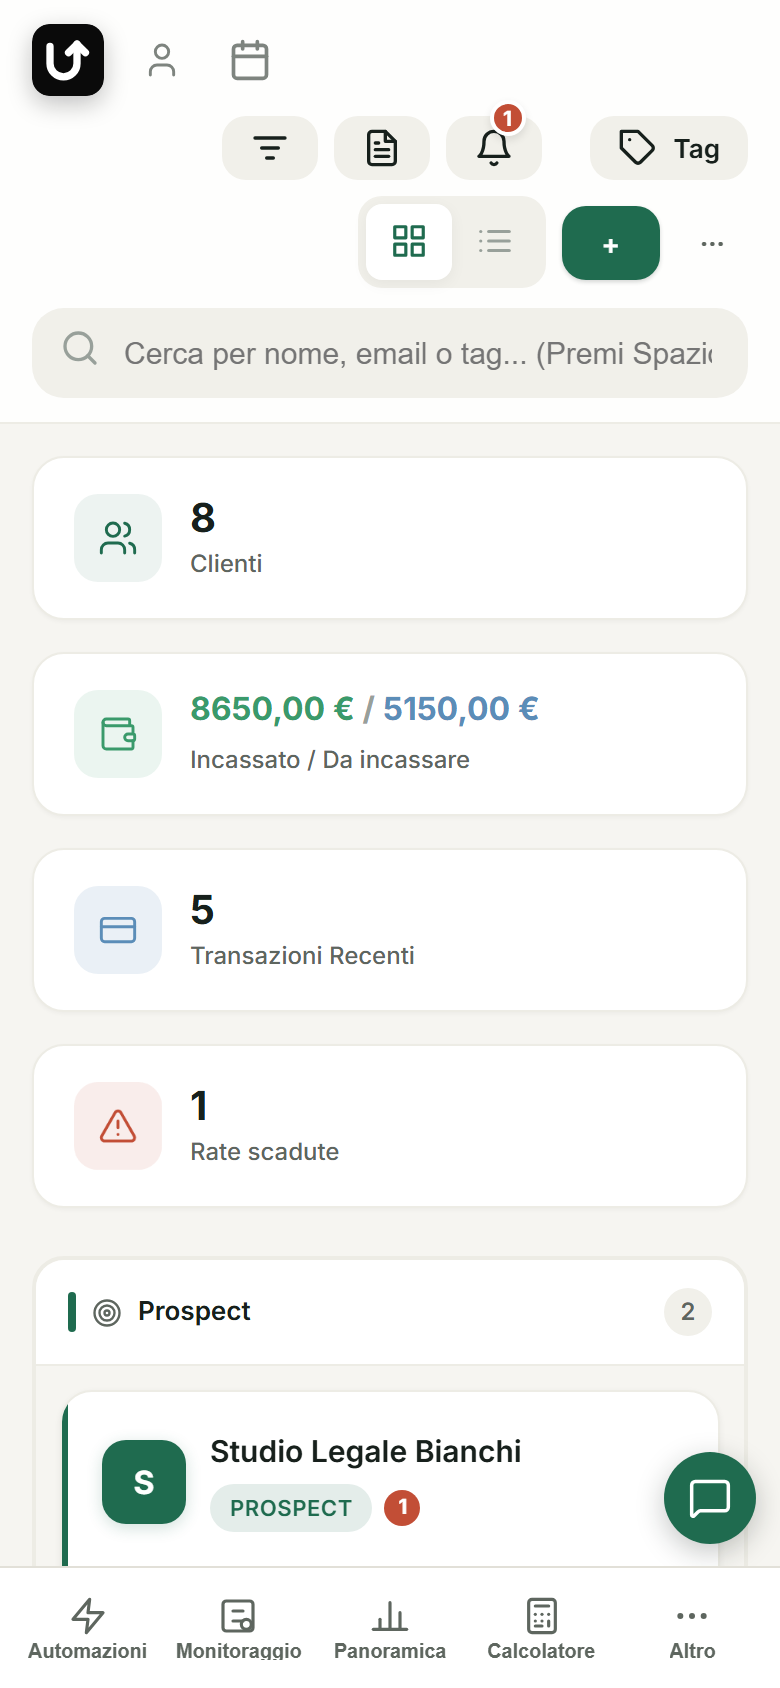 1
Tag
+
Cerca per nome, email o tag... (Premi Spazio
8
Clienti
8650,00 € / 5150,00 €
Incassato / Da incassare
5
Transazioni Recenti
1
Rate scadute
Prospect
2
S
Studio Legale Bianchi
PROSPECT
1
Automazioni
Monitoraggio
Panoramica
Calcolatore
Altro